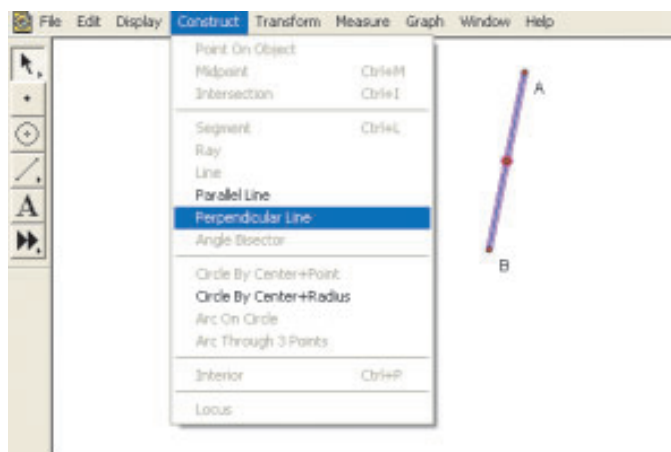 File Edit Display Construct Transform Measure Graph Window Help
Point On Object
Midpoint Ctrl+M
Intersection Ctrl+I
Segment Ctrl+L
Ray
Line
Parallel Line
Perpendicular Line
Angle Bisector
Circle By Center+Point
Circle By Center+Radius
Arc On Circle
Arc Through 3 Points
Interior Ctrl+P
Locus
A
A
B